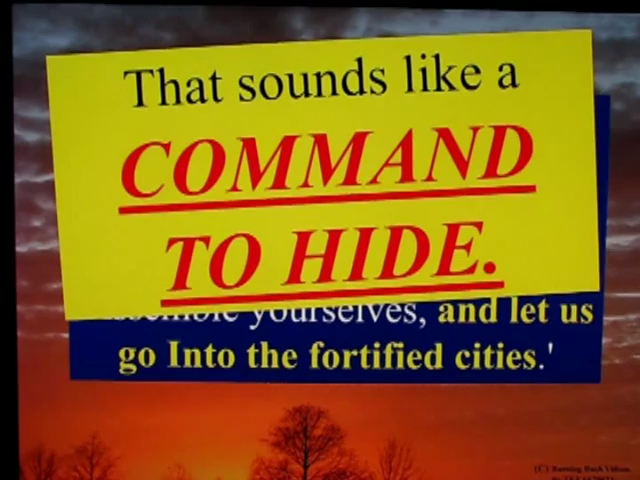 That sounds like a
COMMAND
TO HIDE.
yourselves, and let us
go Into the fortified cities.'